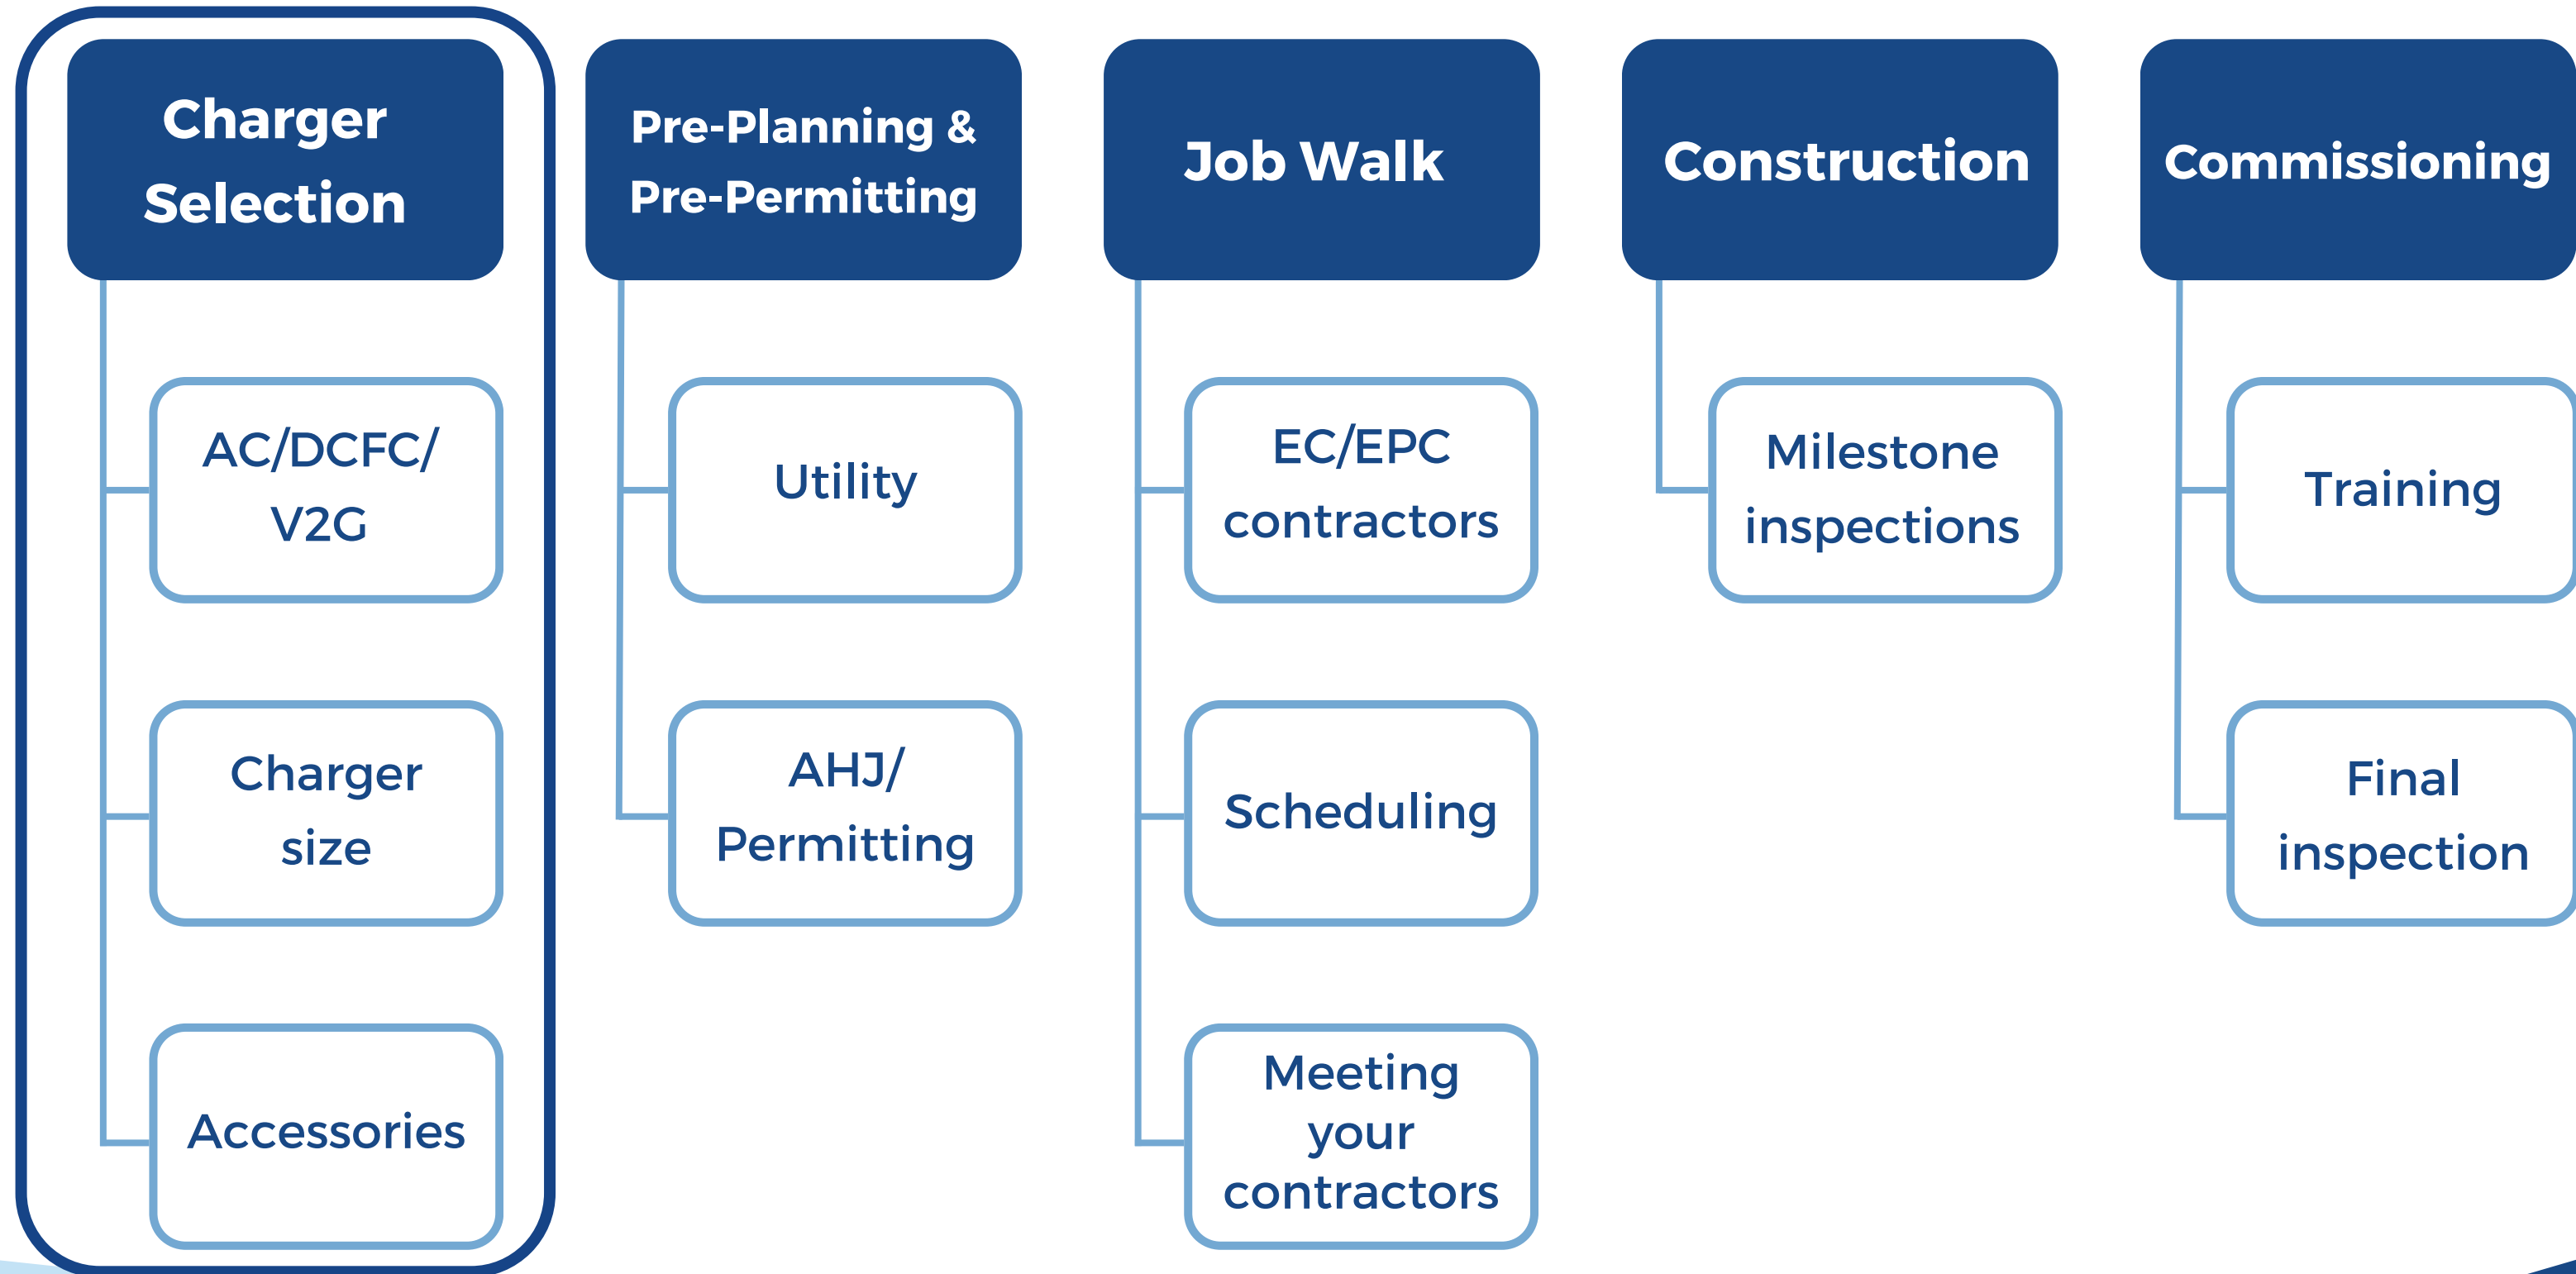 Charger
Selection
AC/DCFC/
V2G
Charger
size
Accessories
Pre-Planning &
Pre-Permitting
Utility
AHJ/
Permitting
Job Walk
EC/EPC
contractors
Scheduling
Meeting
your
contractors
Construction
Milestone
inspections
Commissioning
Training
Final
inspection